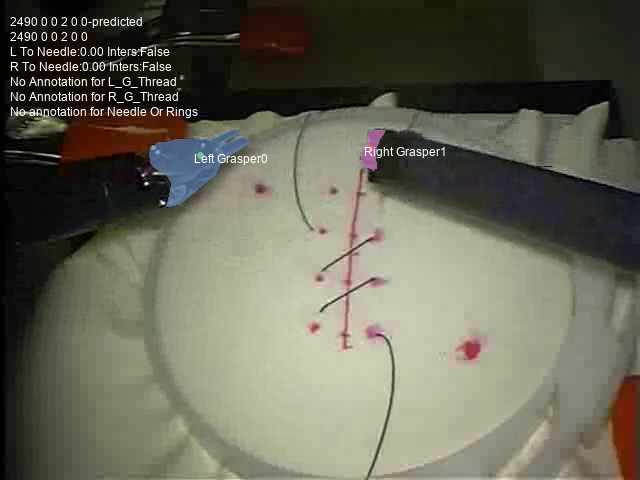 2490 0 0 2 0 0-predicted
2490 0 0 2 0 0
L To Needle:0.00 Inters:False
R To Needle:0.00 Inters:False
No Annotation for L_G_Thread
No Annotation for R_G_Thread
No annotation for Needle Or Rings
Left Grasper0
Right Grasper1